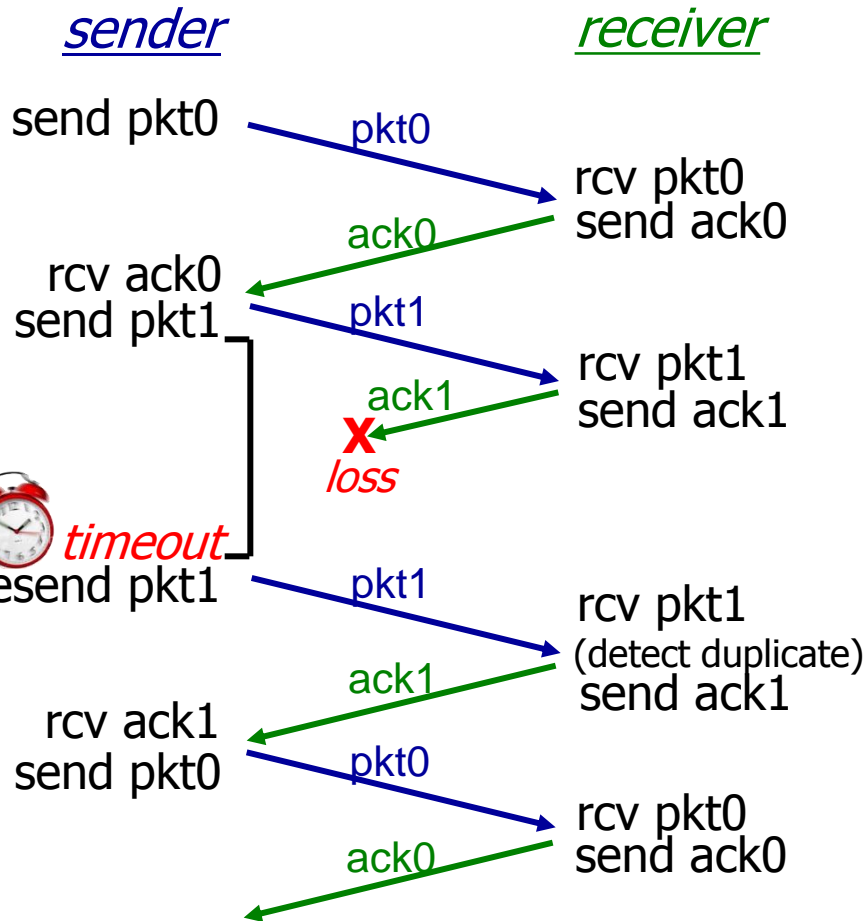 sender receiver
send pkt0
pkt0
rcv pkt0
send ack0
ack0
rcv ack0
send pkt1
pkt1
rcv pkt1
send ack1
ack1
X
loss
timeout
esend pkt1
pkt1
rcv pkt1
(detect duplicate)
send ack1
ack1
rcv ack1
send pkt0
pkt0
rcv pkt0
send ack0
ack0